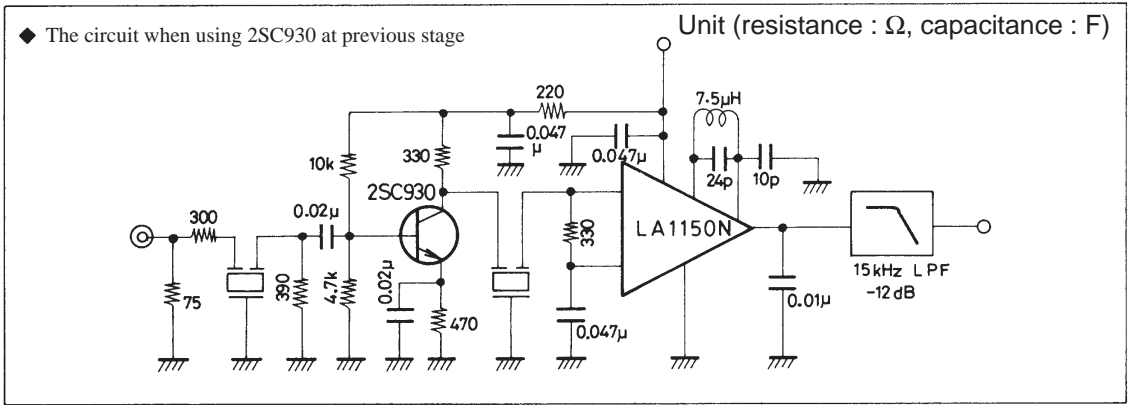 ◆ The circuit when using 2SC930 at previous stage
Unit (resistance : Ω, capacitance : F)
220
7.5μH
0.047
μ
0.047μ
330
10k
24p
10p
2SC930
300
0.02μ
330
LA1150N
15kHz LPF
-12dB
75
390
4.7k
0.02μ
470
0.047μ
0.01μ